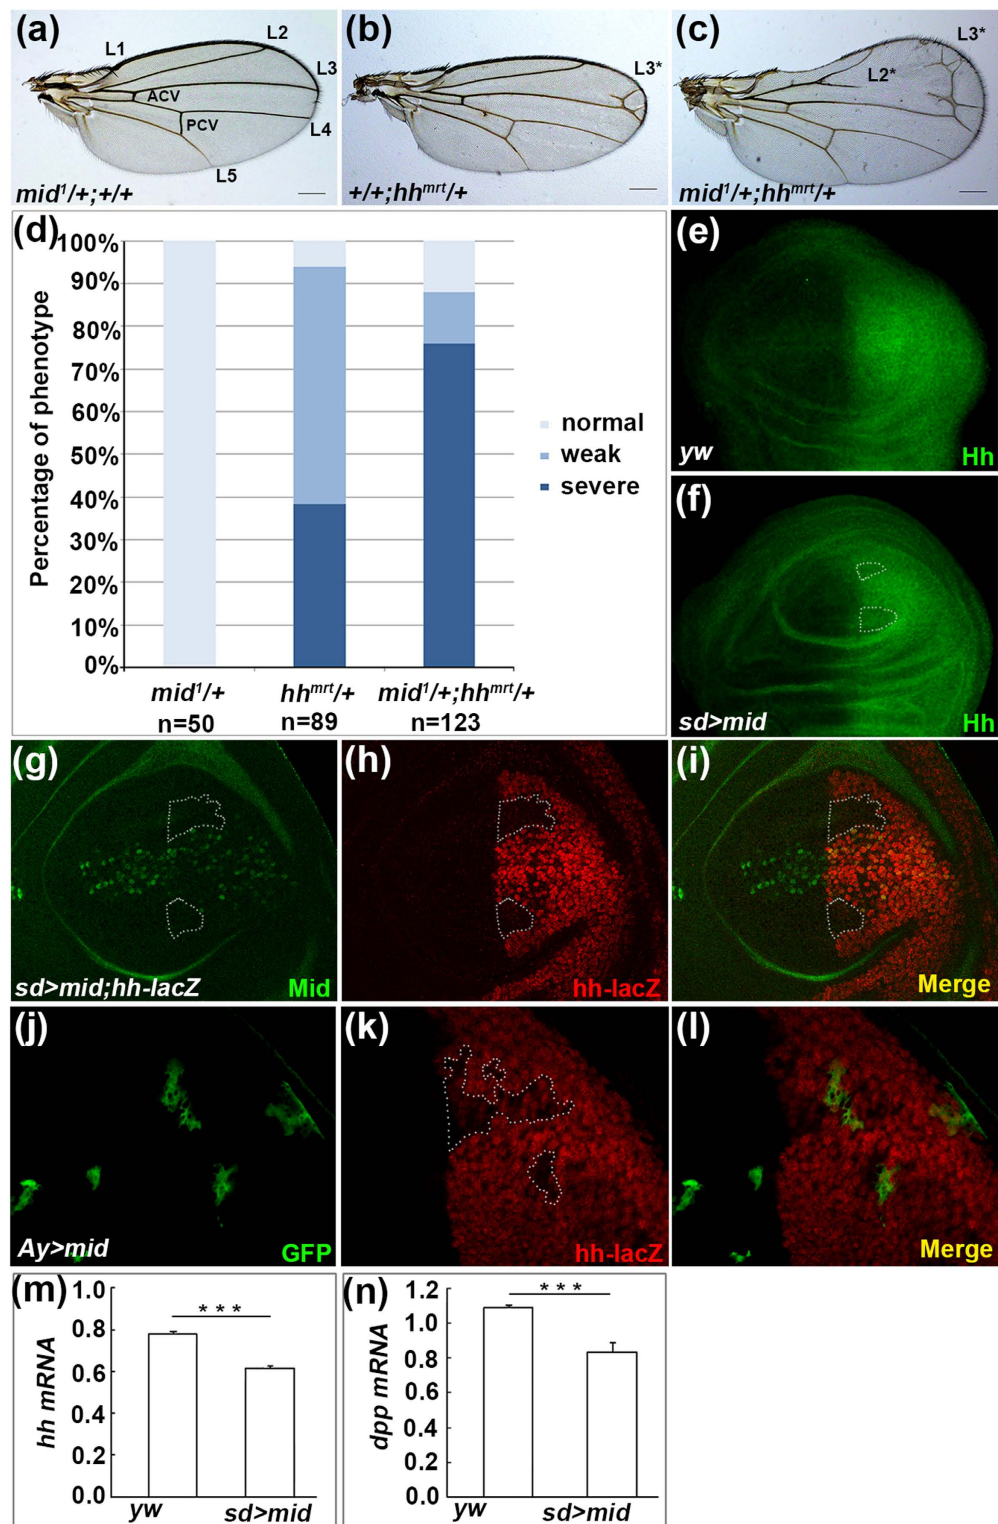 (a)
L1
L2
L3
ACV
PCV
L4
L5
mid¹/+;+/+
(b)
L3*
+/+;hhᵐʳᵗ/+
(c)
L3*
L2*
mid¹/+;hhᵐʳᵗ/+
(d)
100%
90%
80%
70%
60%
50%
40%
30%
20%
10%
0%
Percentage of phenotype
normal
weak
severe
mid¹/+
hhᵐʳᵗ/+
mid¹/+;hhᵐʳᵗ/+
n=50
n=89
n=123
(e)
yw
Hh
(f)
sd>mid
Hh
(g)
sd>mid;hh-lacZ
Mid
(h)
hh-lacZ
(i)
Merge
(j)
Ay>mid
GFP
(k)
hh-lacZ
(l)
Merge
(m)
hh mRNA
0.8
0.6
0.4
0.2
0.0
***
yw
sd>mid
(n)
dpp mRNA
1.2
1.0
0.8
0.6
0.4
0.2
0.0
***
yw
sd>mid